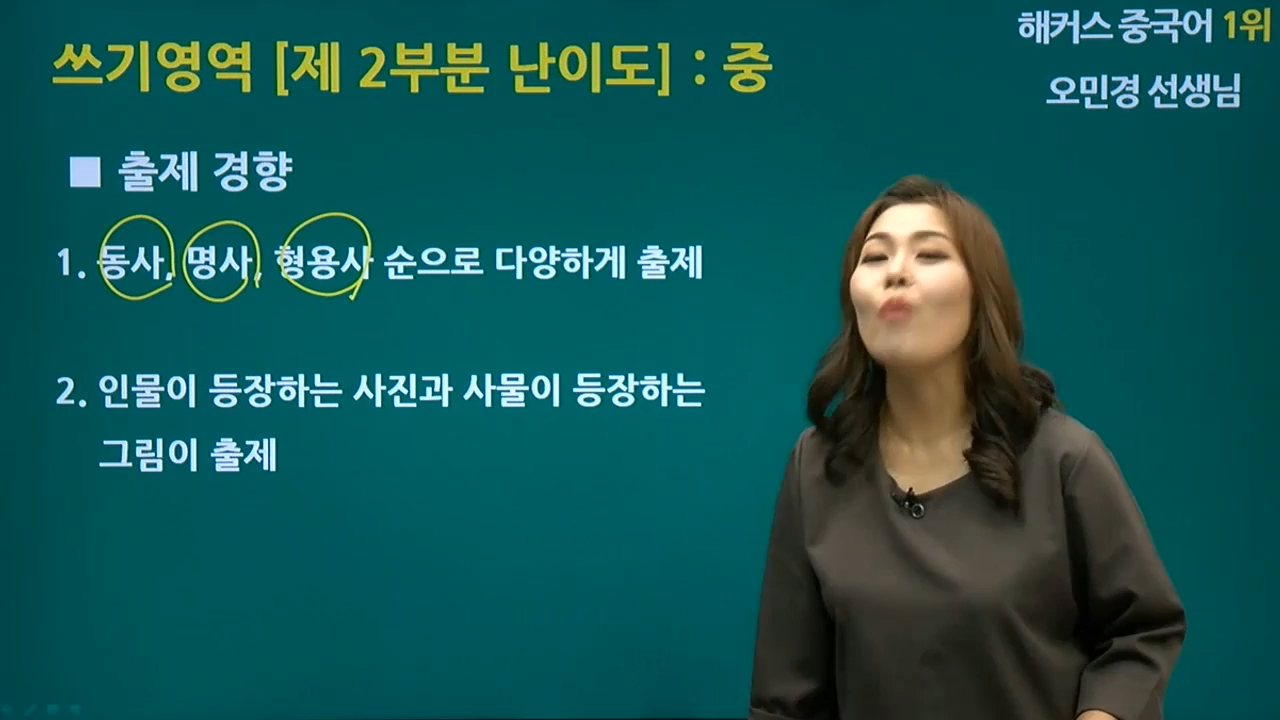 해커스 중국어 1위
쓰기영역 [제 2부분 난이도] : 중
오민경 선생님
■ 출제 경향
1. 동사, 명사, 형용사 순으로 다양하게 출제
2. 인물이 등장하는 사진과 사물이 등장하는
그림이 출제